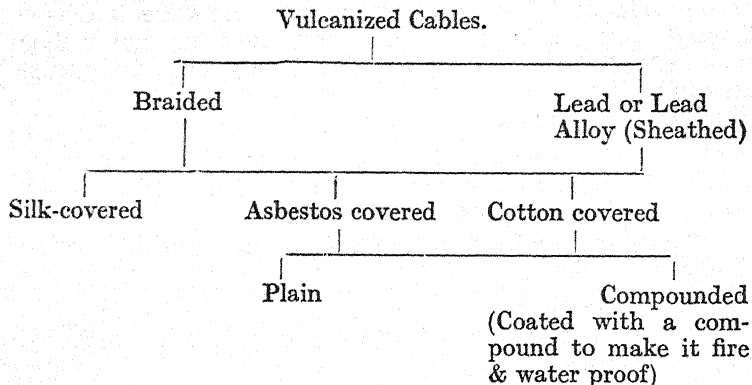 Vulcanized Cables.
Braided
Lead or Lead
Alloy (Sheathed)
Silk-covered
Asbestos covered
Cotton covered
Plain
Compounded
(Coated with a com-
pound to make it fire
& water proof)